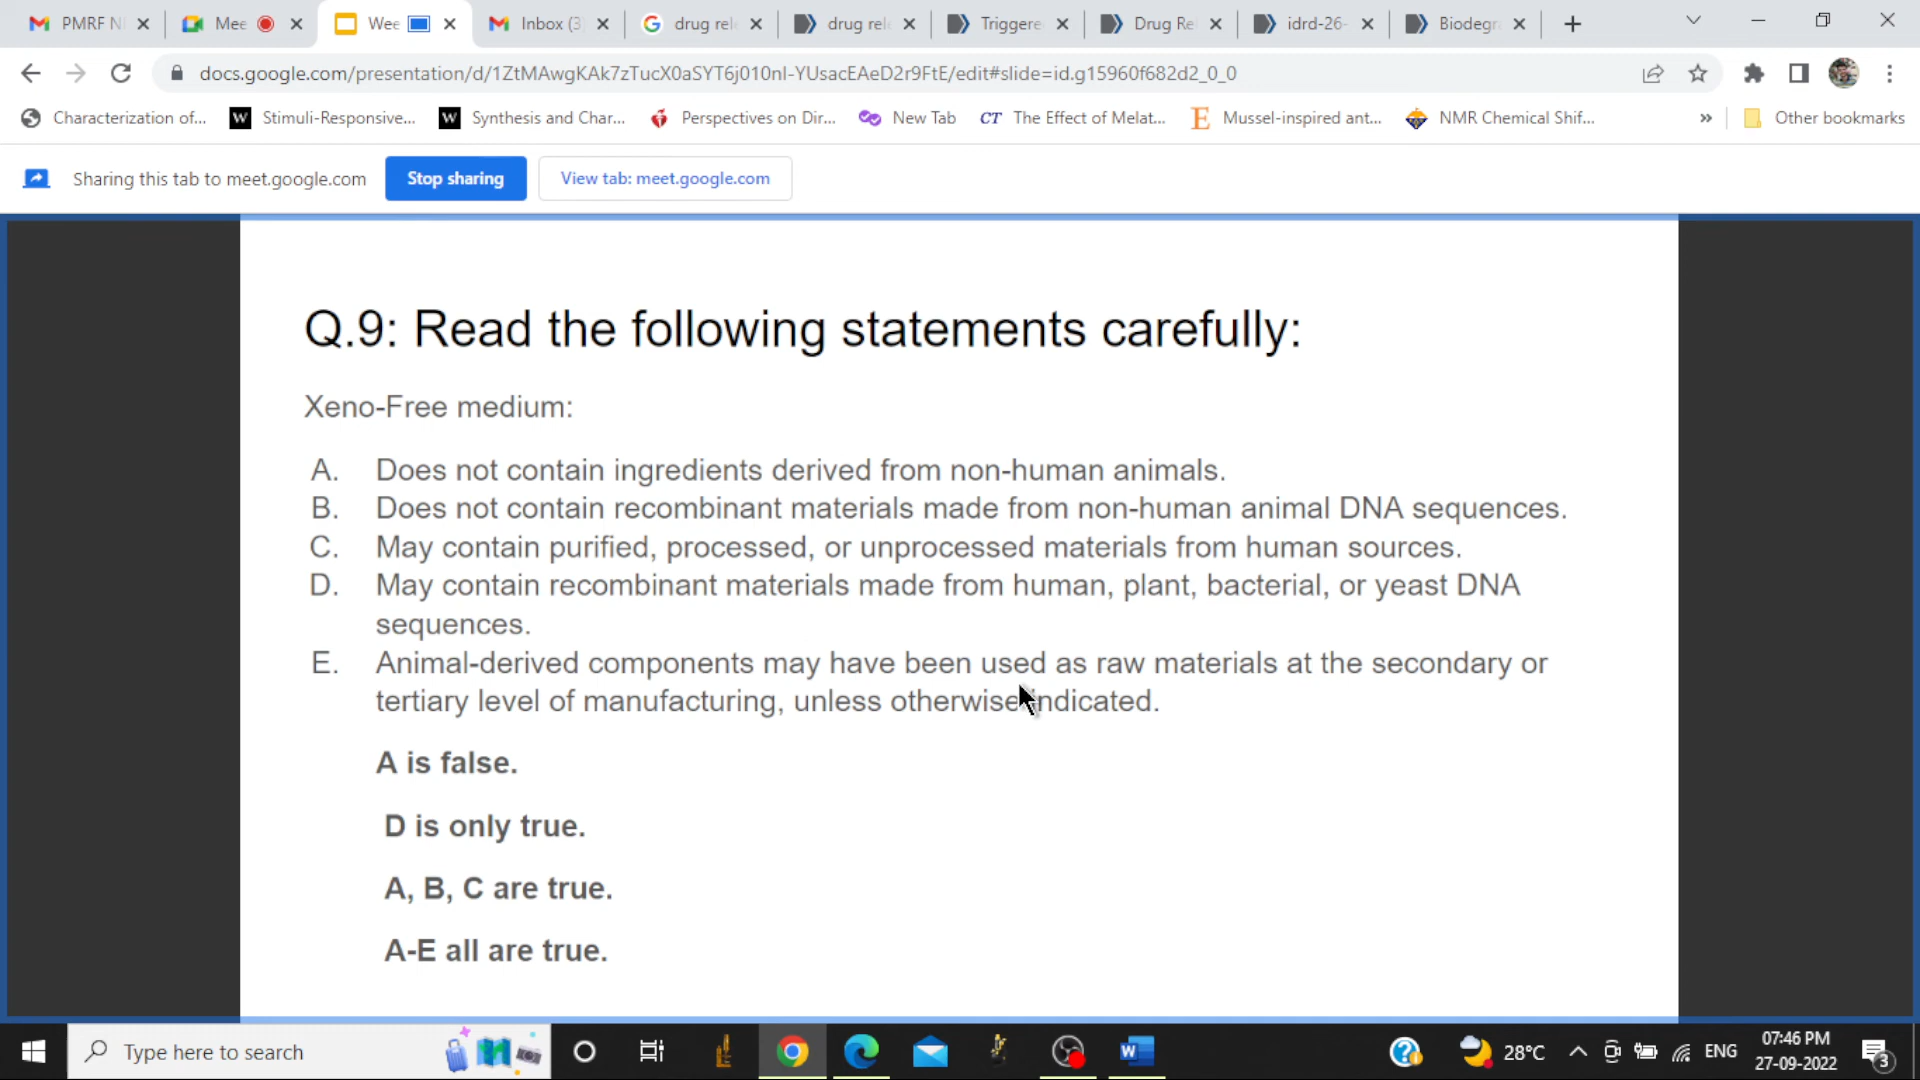 PMRF N
Mee
Wee
Inbox (3)
drug rel
drug rele
Triggere
Drug Re
idrd-26-
Biodegr
docs.google.com/presentation/d/1ZtMAwgKAk7zTucX0aSYT6j010nI-YUsacEAeD2r9FtE/edit#slide=id.g15960f682d2_0_0
Characterization of...
W
Stimuli-Responsive...
W
Synthesis and Char...
Perspectives on Dir...
New Tab
CT
The Effect of Melat...
E
Mussel-inspired ant...
NMR Chemical Shif...
»
Other bookmarks
Sharing this tab to meet.google.com
Stop sharing
View tab: meet.google.com
Q.9: Read the following statements carefully:
Xeno-Free medium:
A. Does not contain ingredients derived from non-human animals.
B. Does not contain recombinant materials made from non-human animal DNA sequences.
C. May contain purified, processed, or unprocessed materials from human sources.
D. May contain recombinant materials made from human, plant, bacterial, or yeast DNA
sequences.
E. Animal-derived components may have been used as raw materials at the secondary or
tertiary level of manufacturing, unless otherwise indicated.
A is false.
D is only true.
A, B, C are true.
A-E all are true.
Type here to search
28°C
ENG
07:46 PM
27-09-2022
3